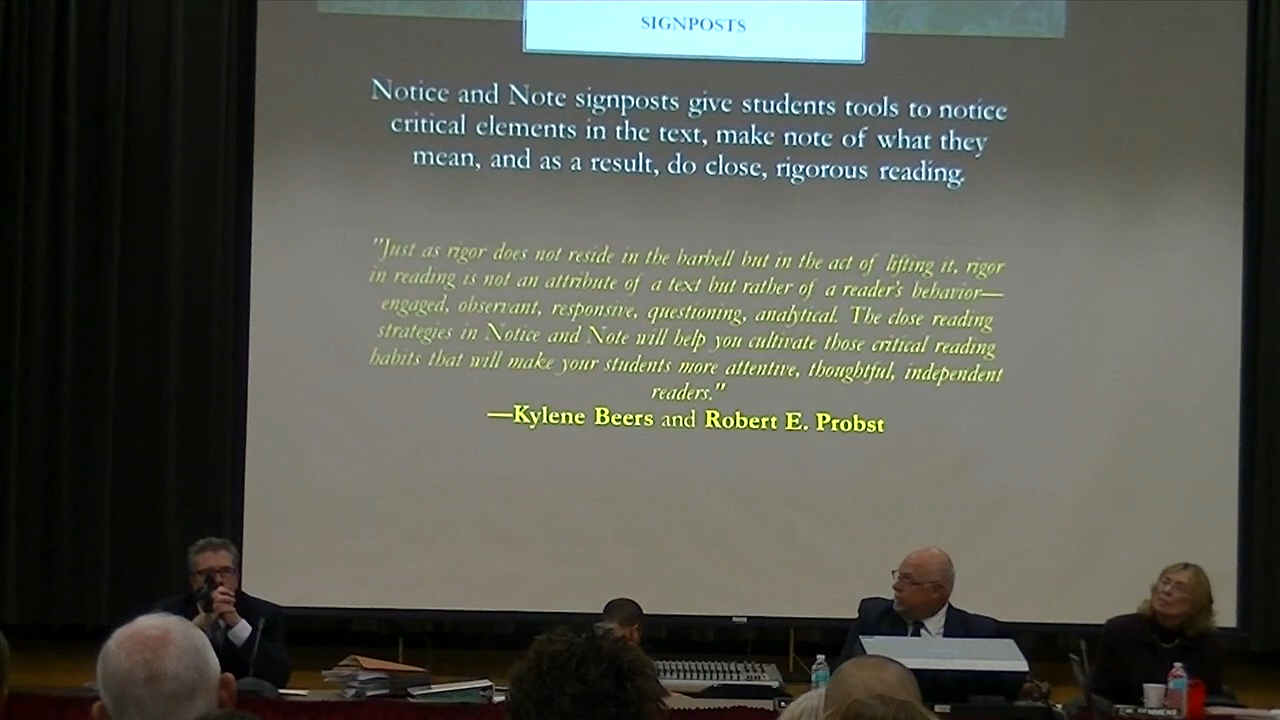 SIGNPOSTS
Notice and Note signposts give students tools to notice
critical elements in the text, make note of what they
mean, and as a result, do close, rigorous reading.
"Just as rigor does not reside in the barbell but in the act of lifting it, rigor
in reading is not an attribute of a text but rather of a reader's behavior—
engaged, observant, responsive, questioning, analytical. The close reading
strategies in Notice and Note will help you cultivate those critical reading
habits that will make your students more attentive, thoughtful, independent
readers."
—Kylene Beers and Robert E. Probst